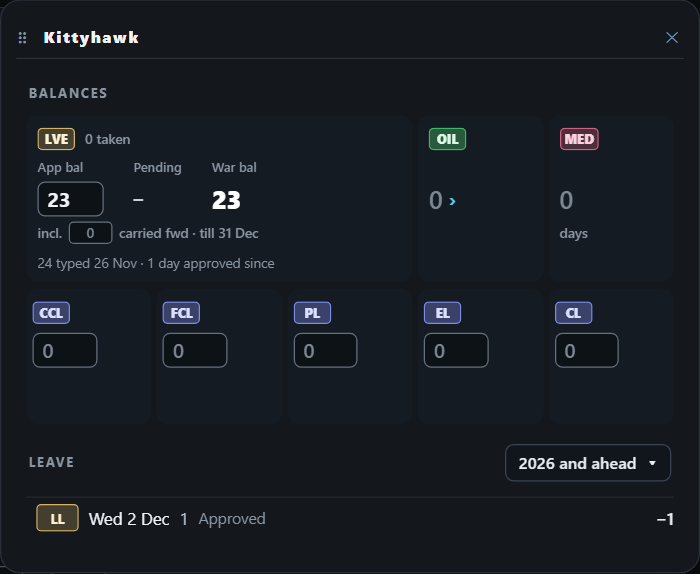 Kittyhawk
BALANCES
LVE 0 taken
App bal Pending War bal
23 – 23
incl. 0 carried fwd · till 31 Dec
24 typed 26 Nov · 1 day approved since
OIL
0 ›
MED
0
days
CCL
0
FCL
0
PL
0
EL
0
CL
0
LEAVE 2026 and ahead
LL Wed 2 Dec 1 Approved −1